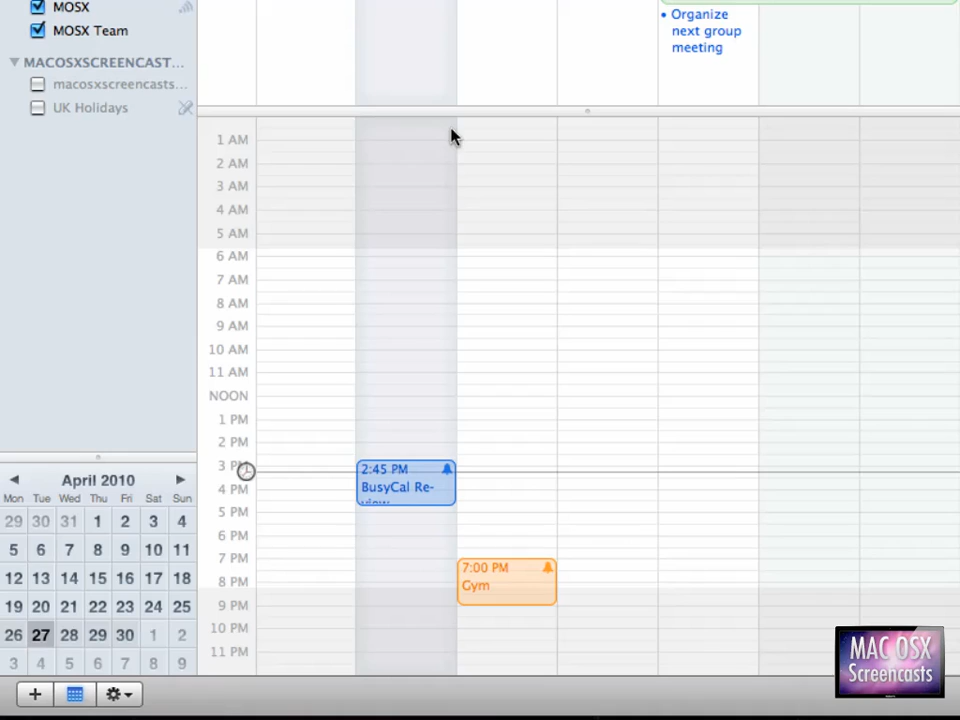 MOSX
MOSX Team
MACOSXSCREENCAST...
macosxscreencasts...
UK Holidays
• Organize
next group
meeting
1 AM
2 AM
3 AM
4 AM
5 AM
6 AM
7 AM
8 AM
9 AM
10 AM
11 AM
NOON
1 PM
2 PM
3 PM
4 PM
5 PM
6 PM
7 PM
8 PM
9 PM
10 PM
11 PM
2:45 PM
BusyCal Re-
view
7:00 PM
Gym
April 2010
Mon Tue Wed Thu Fri Sat Sun
29 30 31 1 2 3 4
5 6 7 8 9 10 11
12 13 14 15 16 17 18
19 20 21 22 23 24 25
26 27 28 29 30 1 2
3 4 5 6 7 8 9
MAC OSX
Screencasts